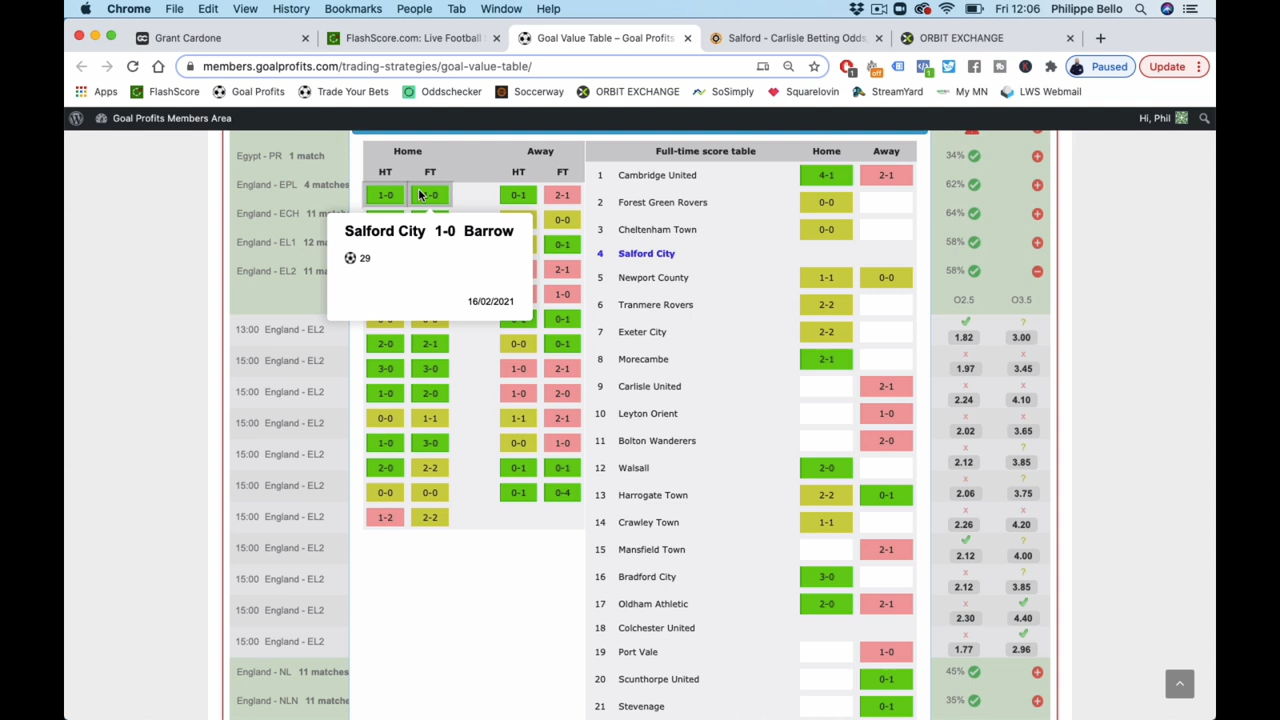 Chrome File Edit View History Bookmarks People Tab Window Help Fri 12:06 Philippe Bello
Grant Cardone
FlashScore.com: Live Football
Goal Value Table – Goal Profits
Salford - Carlisle Betting Odds,
ORBIT EXCHANGE
members.goalprofits.com/trading-strategies/goal-value-table/
Paused
Update
Apps FlashScore Goal Profits Trade Your Bets Oddschecker Soccerway ORBIT EXCHANGE SoSimply Squarelovin StreamYard My MN LWS Webmail
Goal Profits Members Area
Hi, Phil
Egypt - PR 1 match
34%
England - EPL 4 matches
62%
England - ECH 11 match
64%
England - EL1 12 ma
58%
England - EL2 11 ma
58%
O2.5 O3.5
13:00 England - EL2
1.82 3.00
15:00 England - EL2
1.97 3.45
15:00 England - EL2
2.24 4.10
15:00 England - EL2
2.02 3.65
15:00 England - EL2
2.12 3.85
15:00 England - EL2
2.06 3.75
15:00 England - EL2
2.26 4.20
15:00 England - EL2
2.12 4.00
15:00 England - EL2
2.12 3.85
15:00 England - EL2
2.30 4.40
15:00 England - EL2
1.77 2.96
England - NL 11 matches
45%
England - NLN 11 matche
35%
Home Away
HT FT HT FT
1-0 -0 0-1 2-1
0-0
0-1
2-1
1-0
0-1
2-0 2-1 0-0 0-1
3-0 3-0 1-0 2-1
1-0 2-0 1-0 2-0
0-0 1-1 1-1 2-1
1-0 3-0 0-0 1-0
2-0 2-2 0-1 0-1
0-0 0-0 0-1 0-4
1-2 2-2
Salford City 1-0 Barrow
29
16/02/2021
Full-time score table Home Away
1 Cambridge United 4-1 2-1
2 Forest Green Rovers 0-0
3 Cheltenham Town 0-0
4 Salford City
5 Newport County 1-1 0-0
6 Tranmere Rovers 2-2
7 Exeter City 2-2
8 Morecambe 2-1
9 Carlisle United 2-1
10 Leyton Orient 1-0
11 Bolton Wanderers 2-0
12 Walsall 2-0
13 Harrogate Town 2-2 0-1
14 Crawley Town 1-1
15 Mansfield Town 2-1
16 Bradford City 3-0
17 Oldham Athletic 2-0 2-1
18 Colchester United
19 Port Vale 1-0
20 Scunthorpe United 0-1
21 Stevenage 0-1